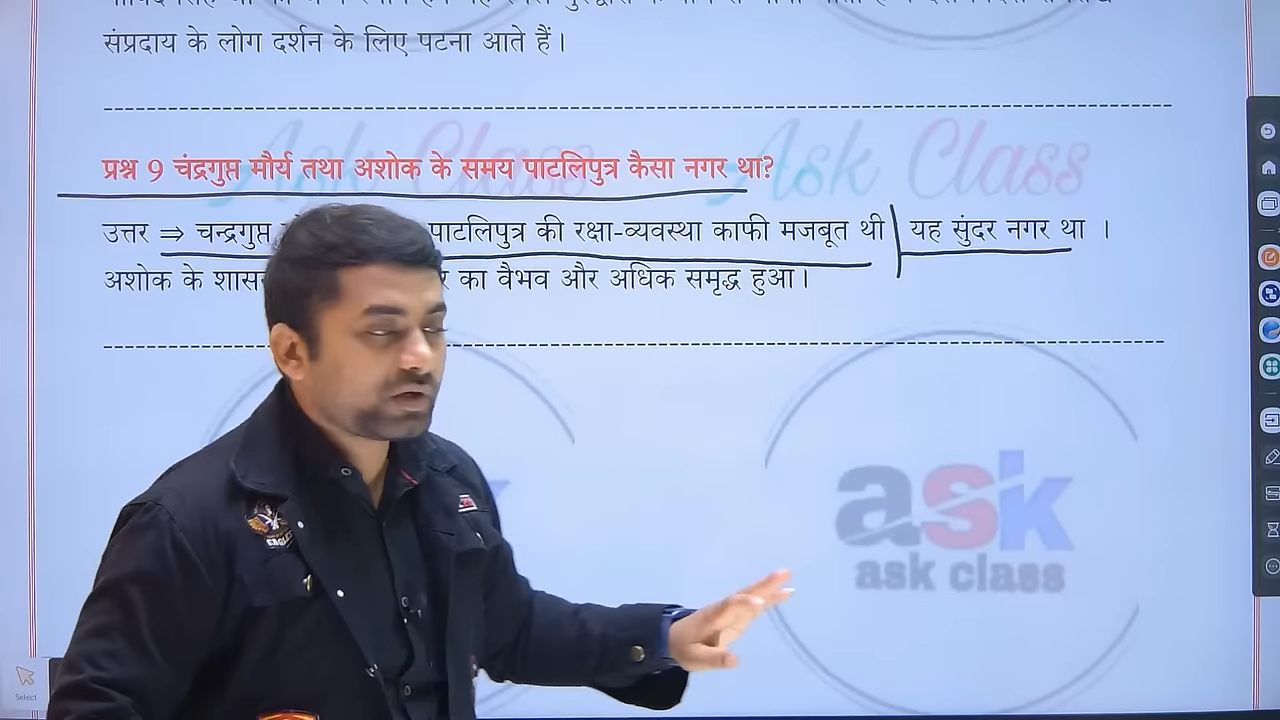 संप्रदाय के लोग दर्शन के लिए पटना आते हैं।
Ask Class Ask Class
प्रश्न 9 चंद्रगुप्त मौर्य तथा अशोक के समय पाटलिपुत्र कैसा नगर था?
उत्तर ⇒ चन्द्रगुप्त पाटलिपुत्र की रक्षा-व्यवस्था काफी मजबूत थी यह सुंदर नगर था ।
अशोक के का वैभव और अधिक समृद्ध हुआ।
ask
ask class
EAGLES
Select